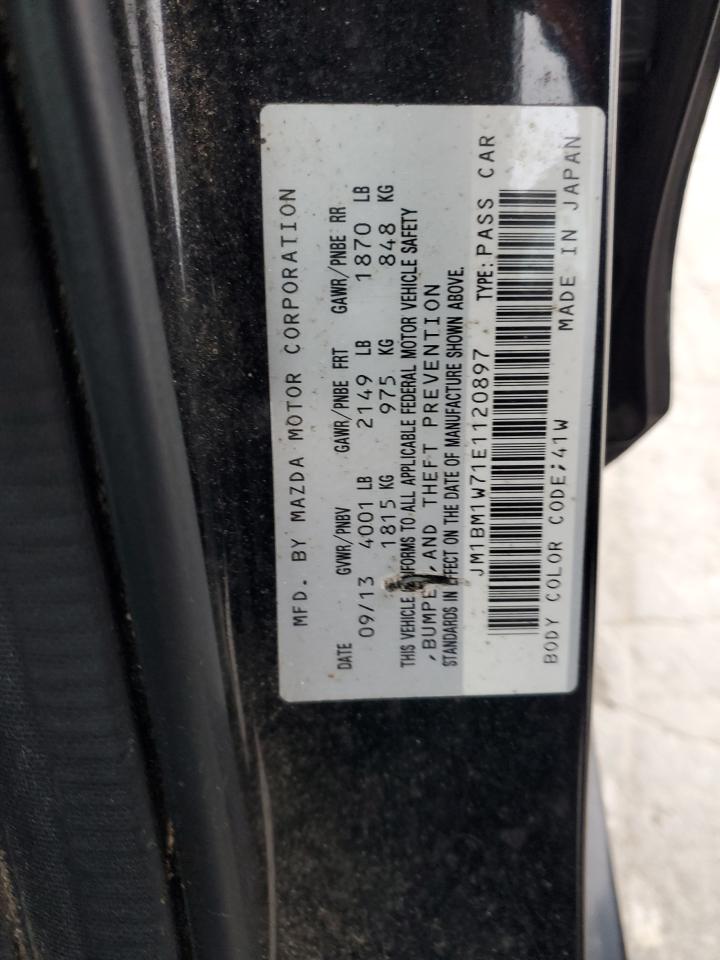 MFD. BY MAZDA MOTOR CORPORATION
DATE GVWR/PNBV GAWR/PNBE FRT GAWR/PNBE RR
09/13 4001 LB 2149 LB 1870 LB
1815 KG 975 KG 848 KG
THIS VEHICLE TO ALL APPLICABLE FEDERAL MOTOR VEHICLE SAFETY
, AND THEFT PREVENTION
STANDARDS IN EFFECT ON THE DATE OF MANUFACTURE SHOWN ABOVE.
JM1BM1W71E1120897 TYPE: PASS CAR
BODY COLOR CODE;41W MADE IN JAPAN